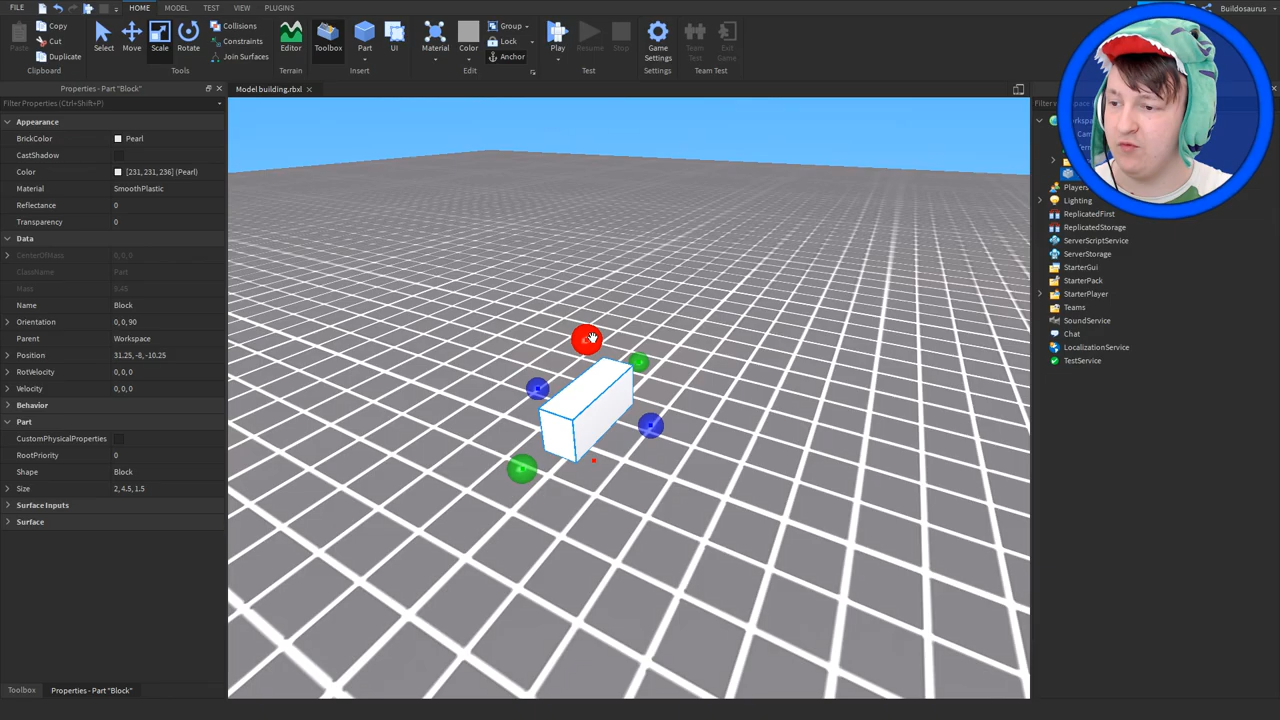 FILE HOME MODEL TEST VIEW PLUGINS Buildosaurus
Copy Collisions Group
Paste Cut Select Move Scale Rotate Constraints Editor Toolbox Part UI Material Color Lock Play Resume Stop Game Settings Team Test Exit Game
Duplicate Join Surfaces Anchor
Clipboard Tools Terrain Insert Edit Test Settings Team Test
Properties - Part "Block" Model building.rbxl
Filter Properties (Ctrl+Shift+P)
Appearance
BrickColor Pearl
CastShadow
Color [231, 231, 236] (Pearl)
Material SmoothPlastic
Reflectance 0
Transparency 0
Data
CenterOfMass 0, 0, 0
ClassName Part
Mass 9.45
Name Block
Orientation 0, 0, 90
Parent Workspace
Position 31.25, -8, -10.25
RotVelocity 0, 0, 0
Velocity 0, 0, 0
Behavior
Part
CustomPhysicalProperties
RootPriority 0
Shape Block
Size 2, 4.5, 1.5
Surface Inputs
Surface
Toolbox Properties - Part "Block"
Players
Lighting
ReplicatedFirst
ReplicatedStorage
ServerScriptService
ServerStorage
StarterGui
StarterPack
StarterPlayer
Teams
SoundService
Chat
LocalizationService
TestService